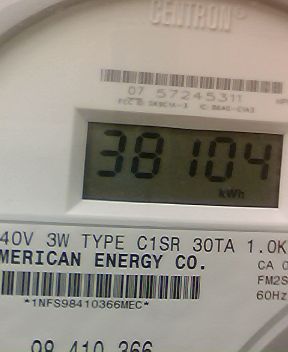 CENTRON®
07 57245311
38104
kWh
40V 3W TYPE C1SR 30TA 1.0K
MERICAN ENERGY CO.
CA 0
FM2S
60Hz
*1NFS98410366MEC*
98 410 366